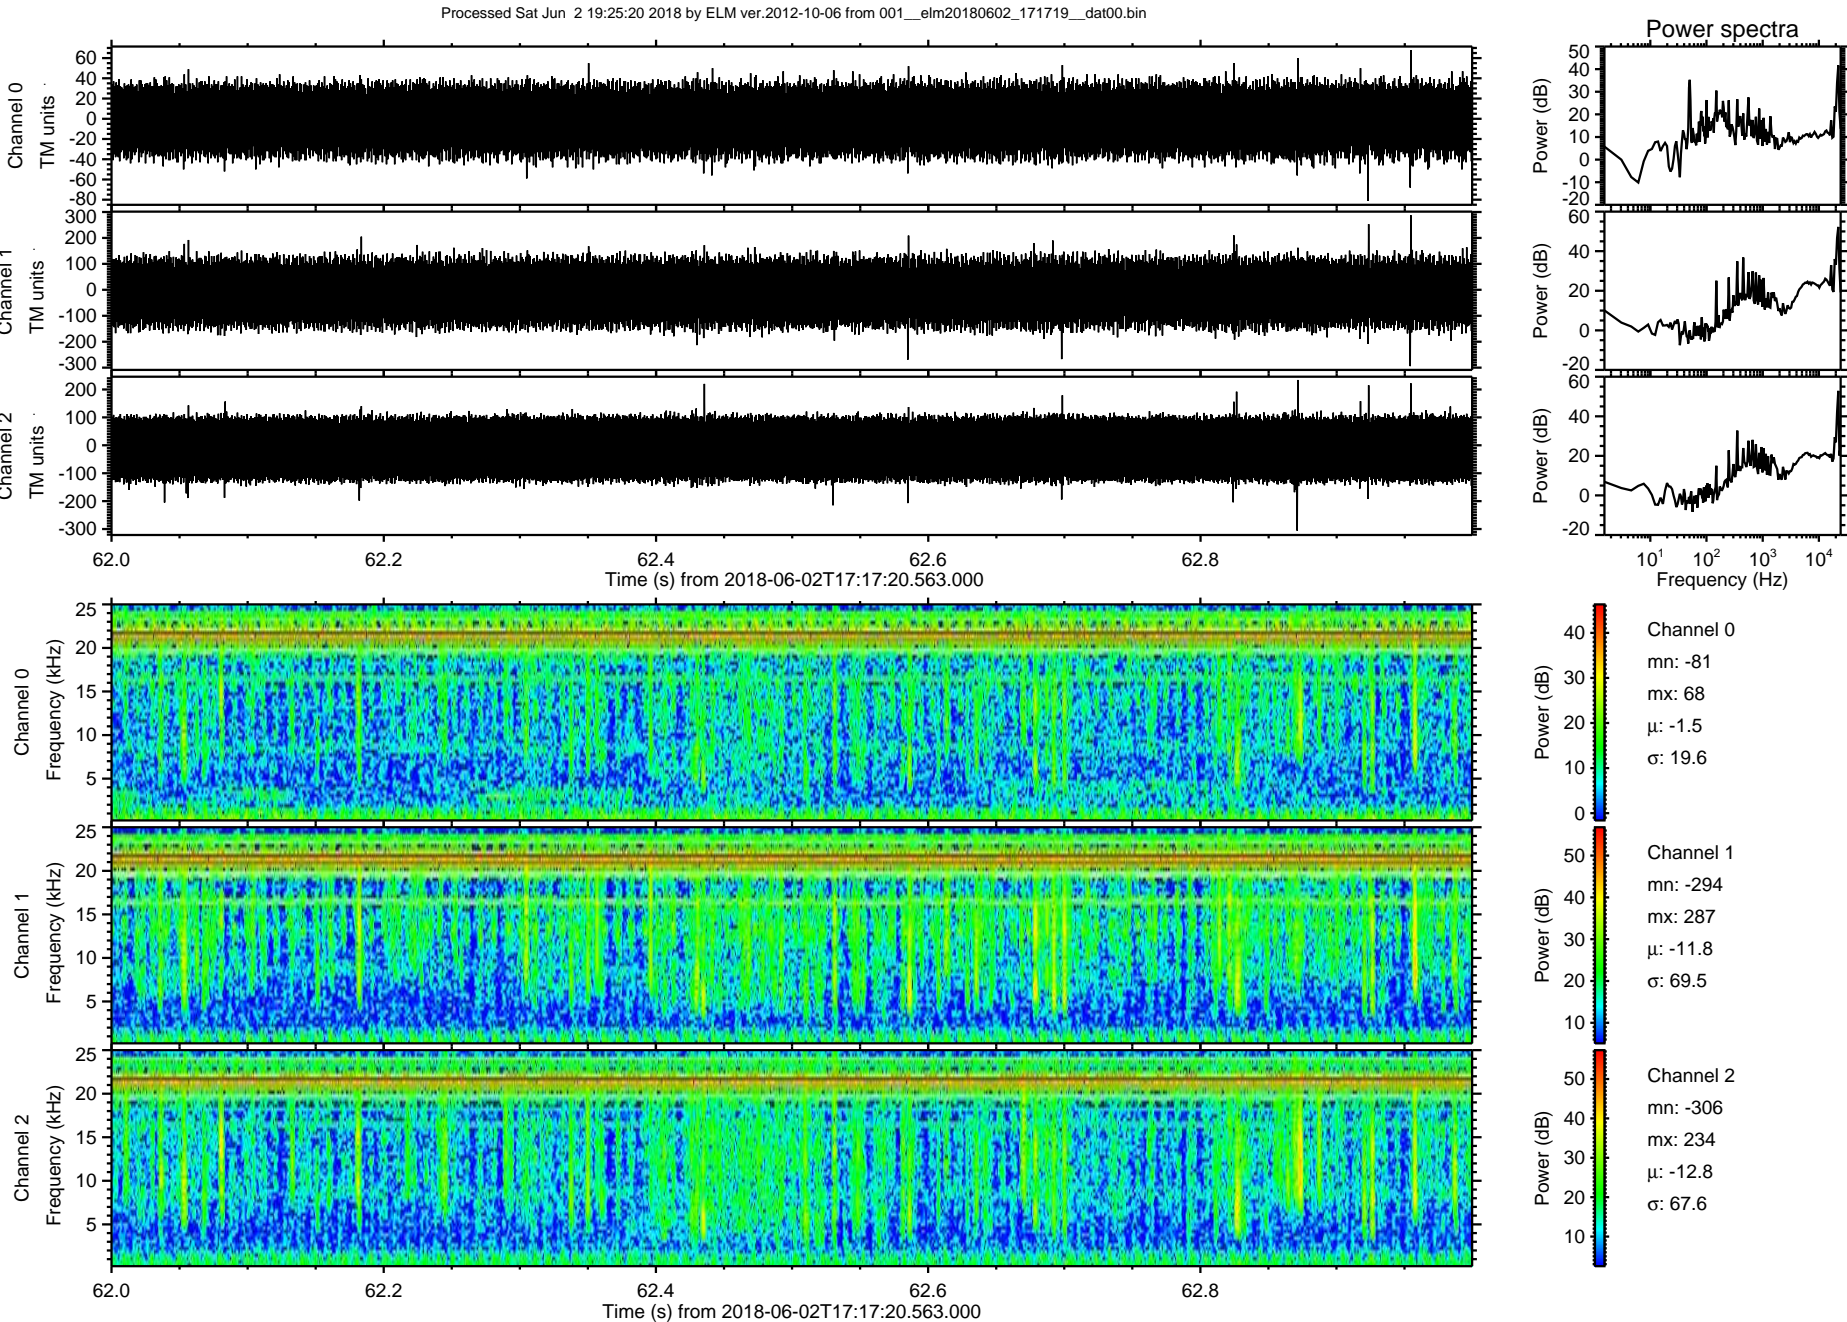 Processed Sat Jun  2 19:25:20 2018 by ELM ver.2012-10-06 from 001__elm20180602_171719__dat00.bin
Power spectra
Channel 0
TM units
60
40
20
0
-20
-40
-60
-80
Power (dB)
50
40
30
20
10
0
-10
-20
Channel 1
TM units
300
200
100
0
-100
-200
-300
Power (dB)
60
40
20
0
-20
Channel 2
TM units
200
100
0
-100
-200
-300
Power (dB)
60
40
20
0
-20
62.0 62.2 62.4 62.6 62.8
Time (s) from 2018-06-02T17:17:20.563.000
10^1 10^2 10^3 10^4
Frequency (Hz)
Channel 0
Frequency (kHz)
25
20
15
10
5
Power (dB)
40
30
20
10
0
Channel 0
mn: -81
mx: 68
μ: -1.5
σ: 19.6
Channel 1
Frequency (kHz)
25
20
15
10
5
Power (dB)
50
40
30
20
10
Channel 1
mn: -294
mx: 287
μ: -11.8
σ: 69.5
Channel 2
Frequency (kHz)
25
20
15
10
5
Power (dB)
50
40
30
20
10
Channel 2
mn: -306
mx: 234
μ: -12.8
σ: 67.6
62.0 62.2 62.4 62.6 62.8
Time (s) from 2018-06-02T17:17:20.563.000